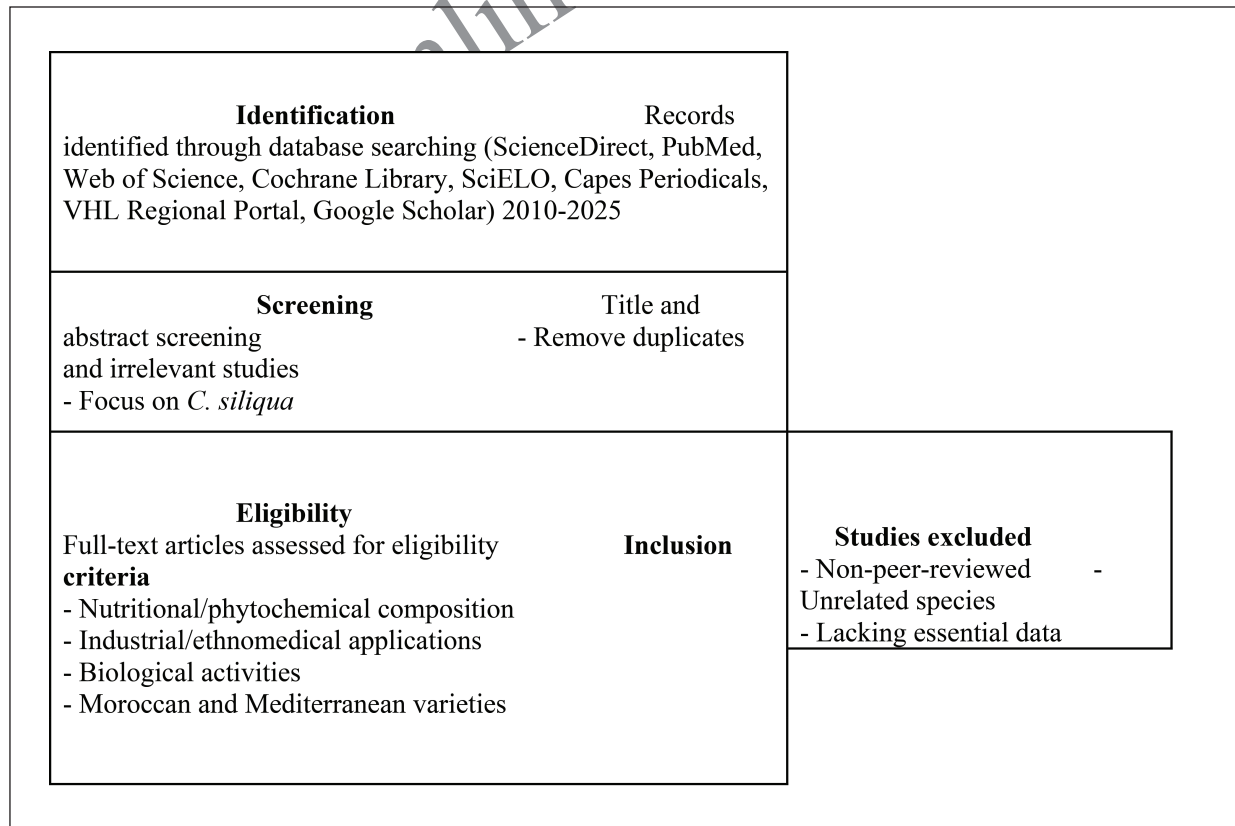 Identification Records
identified through database searching (ScienceDirect, PubMed,
Web of Science, Cochrane Library, SciELO, Capes Periodicals,
VHL Regional Portal, Google Scholar) 2010-2025
Screening Title and
abstract screening - Remove duplicates
and irrelevant studies
- Focus on C. siliqua
Eligibility
Full-text articles assessed for eligibility Inclusion
criteria
- Nutritional/phytochemical composition
- Industrial/ethnomedical applications
- Biological activities
- Moroccan and Mediterranean varieties
Studies excluded
- Non-peer-reviewed -
Unrelated species
- Lacking essential data